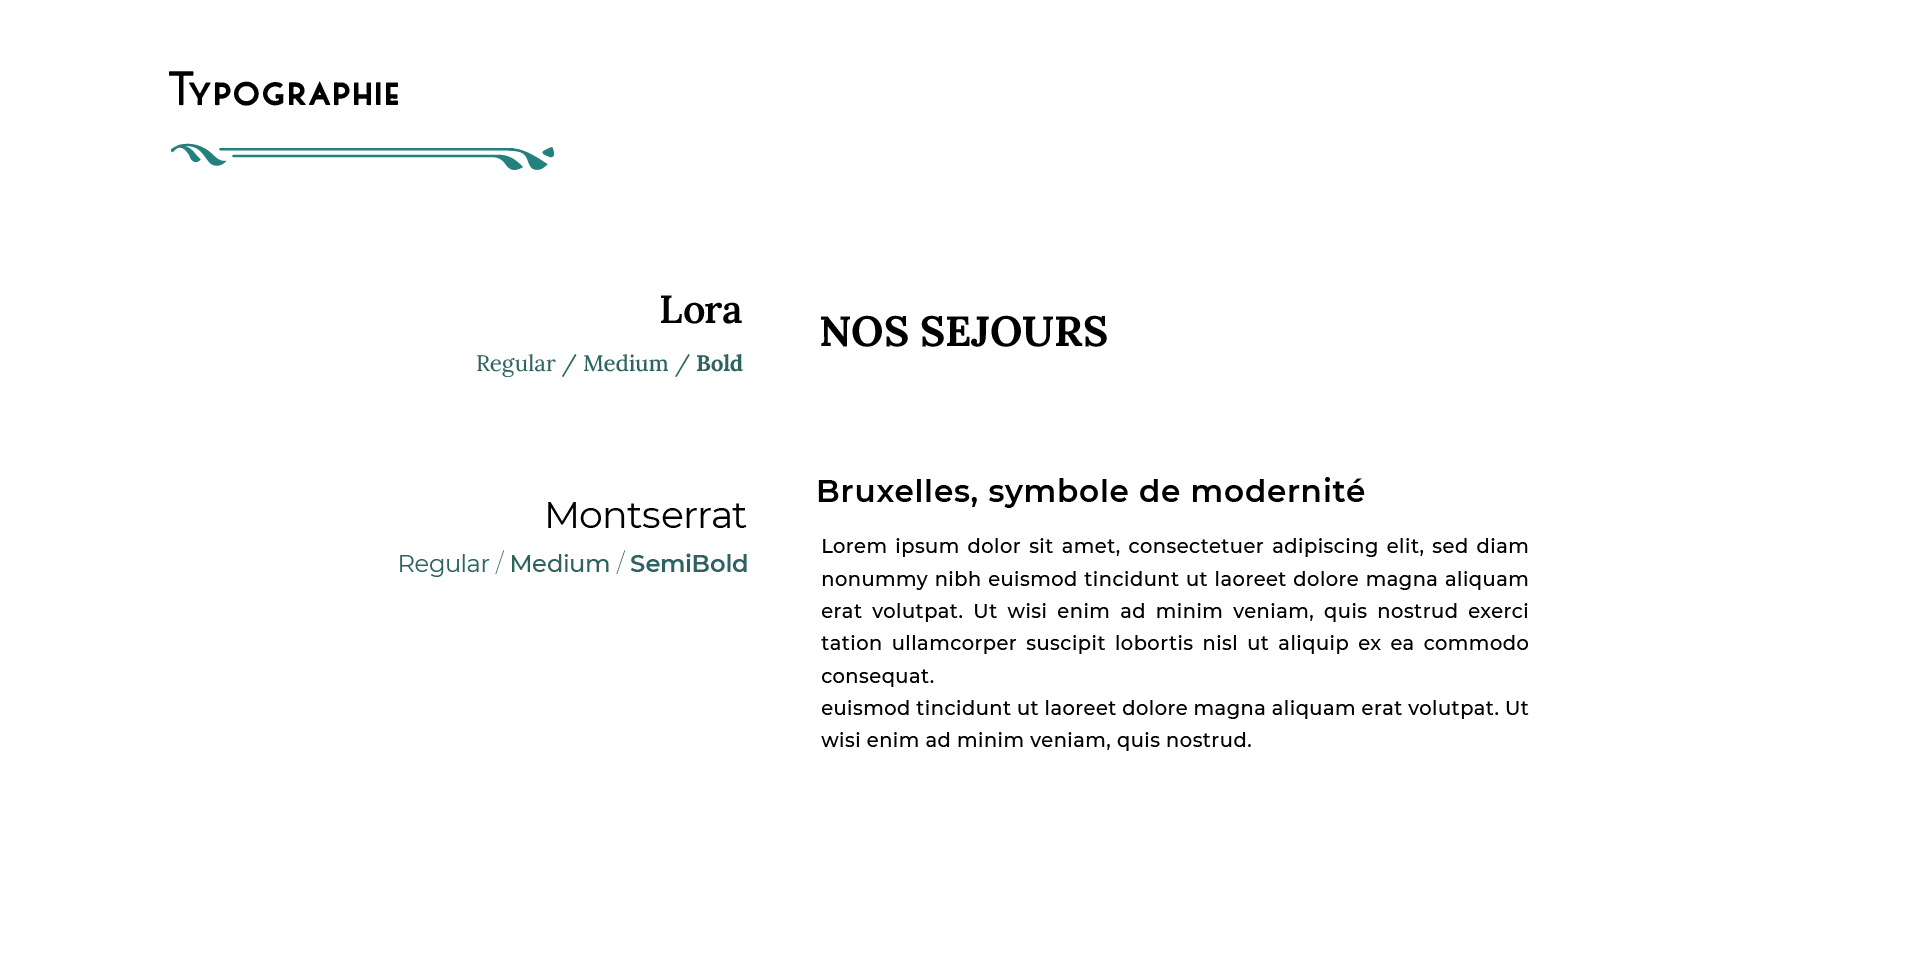 Typographie
Lora
Regular / Medium / Bold
NOS SEJOURS
Montserrat
Regular / Medium / SemiBold
Bruxelles, symbole de modernité
Lorem ipsum dolor sit amet, consectetuer adipiscing elit, sed diam
nonummy nibh euismod tincidunt ut laoreet dolore magna aliquam
erat volutpat. Ut wisi enim ad minim veniam, quis nostrud exerci
tation ullamcorper suscipit lobortis nisl ut aliquip ex ea commodo
consequat.
euismod tincidunt ut laoreet dolore magna aliquam erat volutpat. Ut
wisi enim ad minim veniam, quis nostrud.